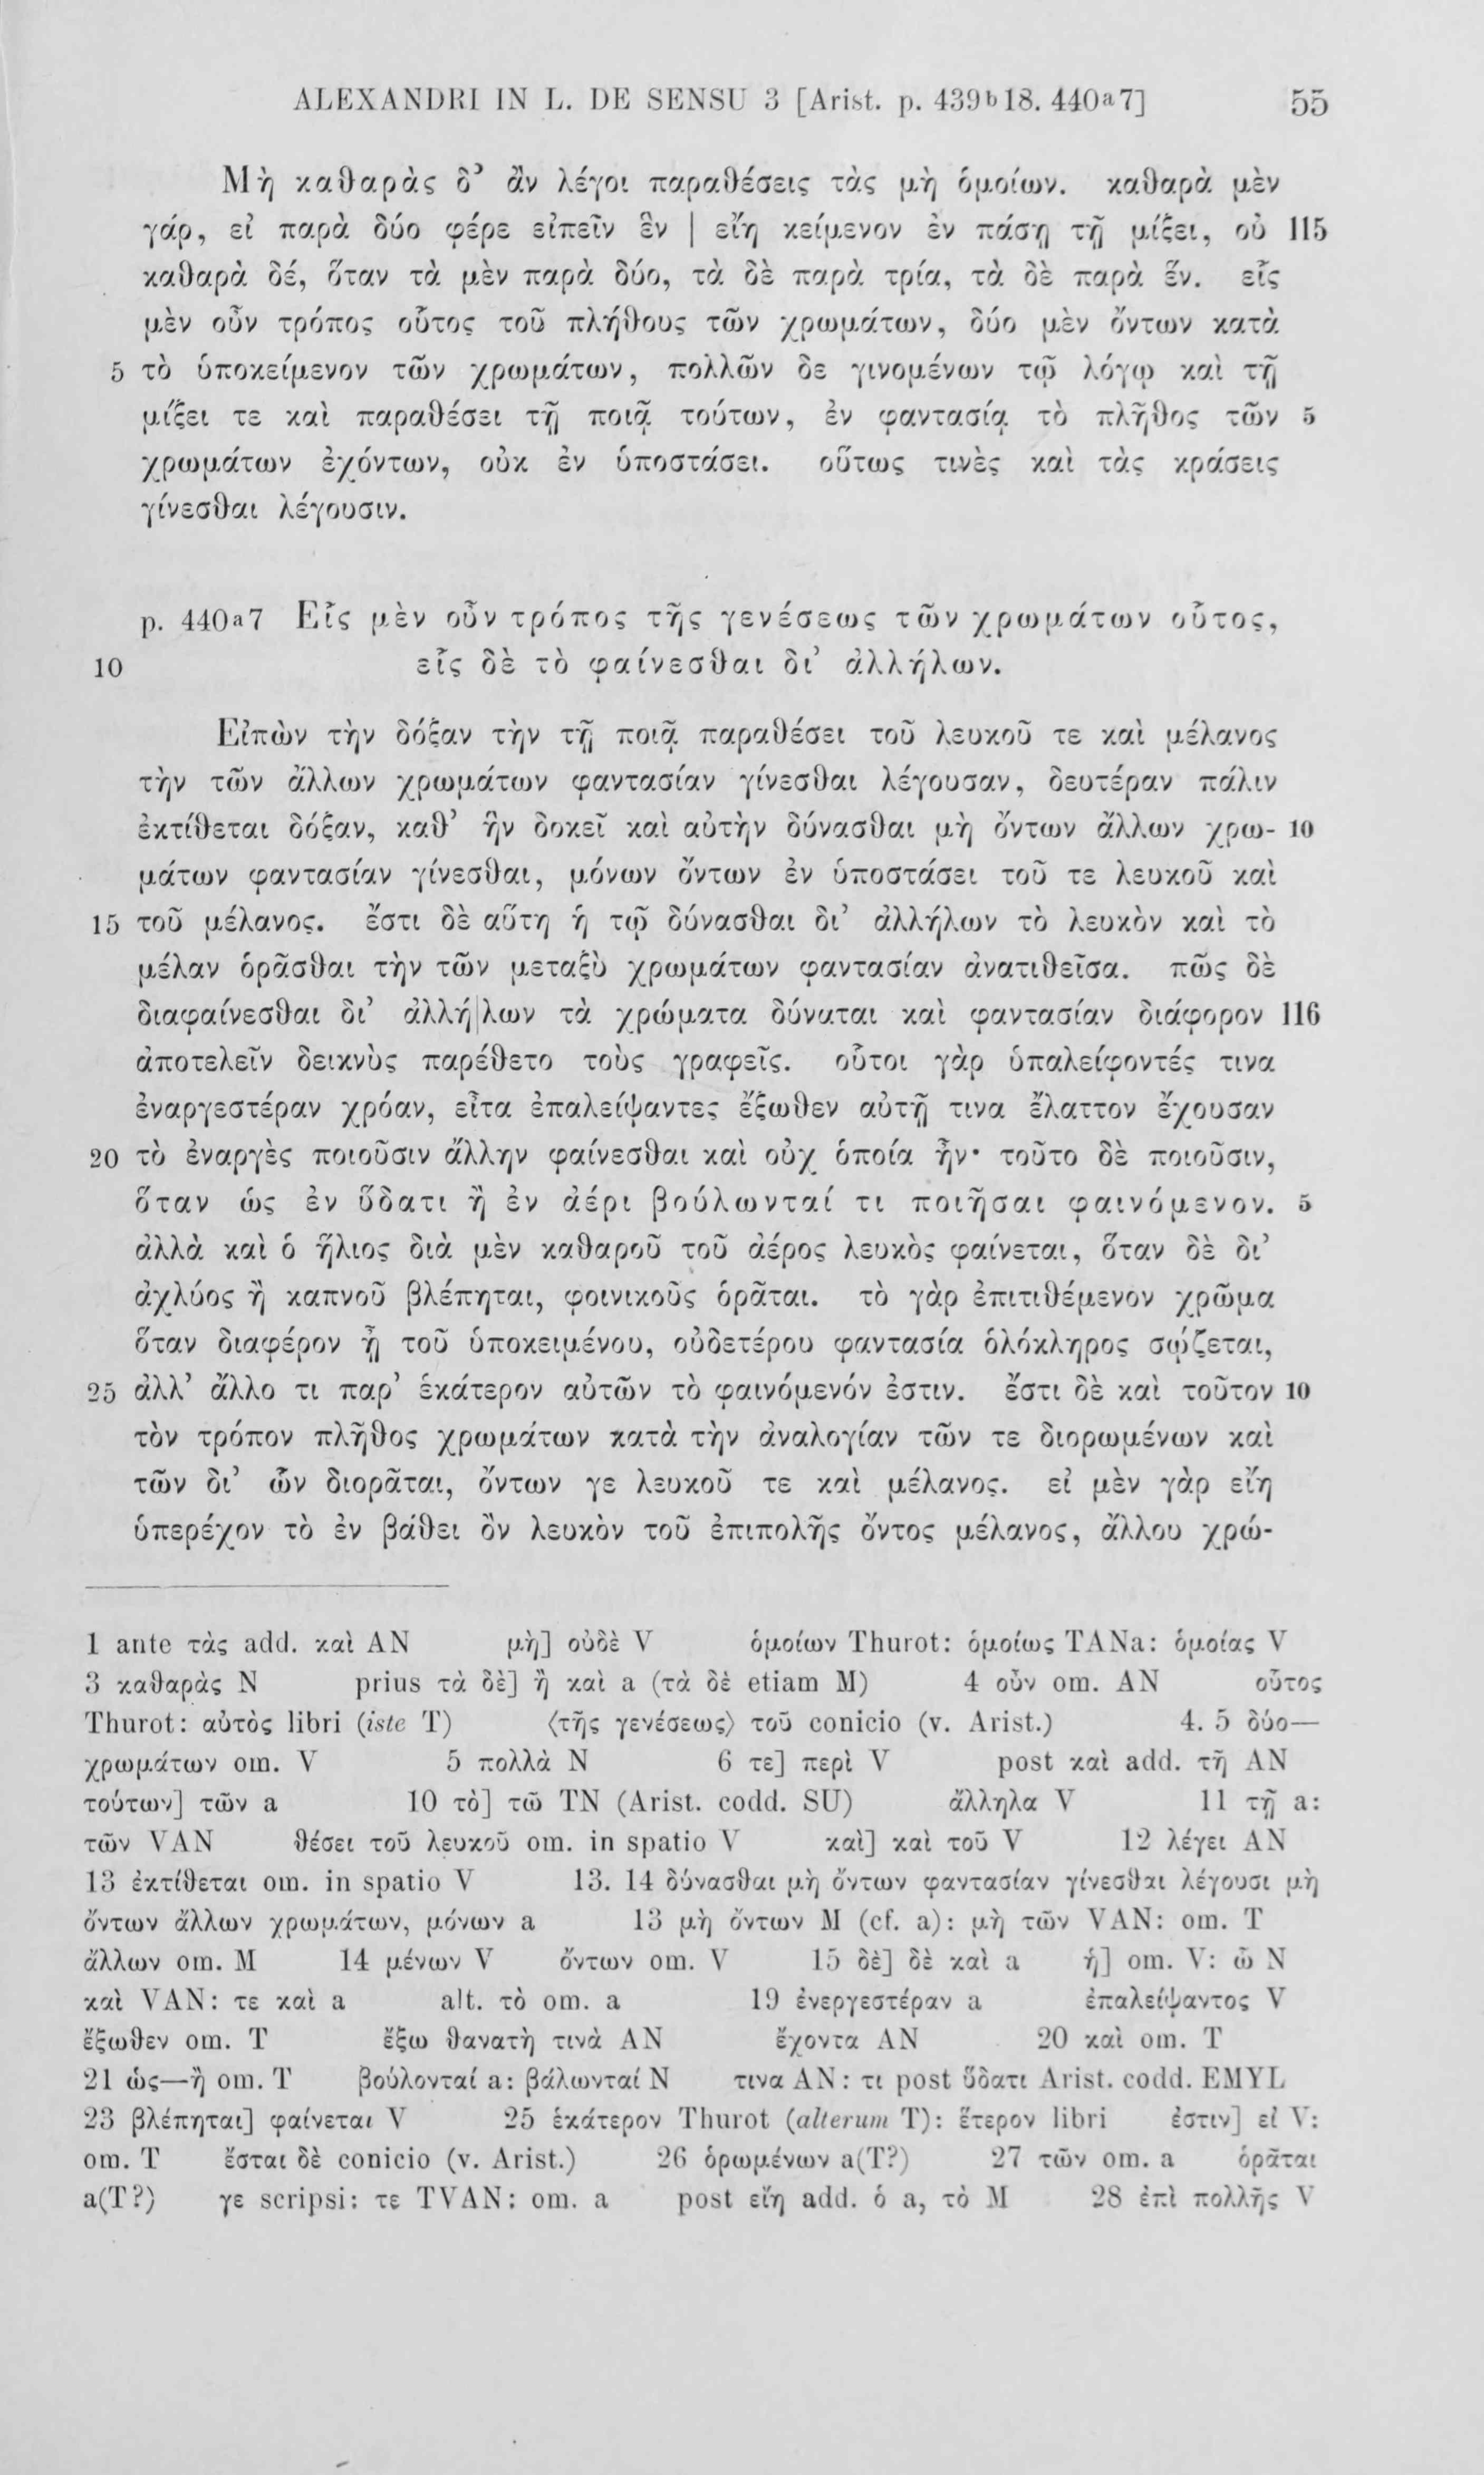 ALEXANDRI IN L. DE SENSU 3 [Arist. p. 439b18. 440a7] 55
Μὴ καθαρὰς δ’ ἂν λέγοι παραθέσεις τὰς μὴ ὁμοίων. καθαρὰ μὲν
γάρ, εἰ παρὰ δύο φέρε εἰπεῖν ἓν | εἴη κείμενον ἐν πάσῃ τῇ μίξει, οὐ 115
καθαρὰ δέ, ὅταν τὰ μὲν παρὰ δύο, τὰ δὲ παρὰ τρία, τὰ δὲ παρὰ ἕν. εἷς
μὲν οὖν τρόπος οὗτος τοῦ πλήθους τῶν χρωμάτων, δύο μὲν ὄντων κατὰ
5 τὸ ὑποκείμενον τῶν χρωμάτων, πολλῶν δε γινομένων τῷ λόγῳ καὶ τῇ
μίξει τε καὶ παραθέσει τῇ ποιᾷ τούτων, ἐν φαντασίᾳ τὸ πλῆθος τῶν 5
χρωμάτων ἐχόντων, οὐκ ἐν ὑποστάσει. οὕτως τινὲς καὶ τὰς κράσεις
γίνεσθαι λέγουσιν.
p. 440a7 Εἷς μὲν οὖν τρόπος τῆς γενέσεως τῶν χρωμάτων οὗτος,
10 εἷς δὲ τὸ φαίνεσθαι δι’ ἀλλήλων.
Εἰπὼν τὴν δόξαν τὴν τῇ ποιᾷ παραθέσει τοῦ λευκοῦ τε καὶ μέλανος
τὴν τῶν ἄλλων χρωμάτων φαντασίαν γίνεσθαι λέγουσαν, δευτέραν πάλιν
ἐκτίθεται δόξαν, καθ’ ἣν δοκεῖ καὶ αὐτὴν δύνασθαι μὴ ὄντων ἄλλων χρω- 10
μάτων φαντασίαν γίνεσθαι, μόνων ὄντων ἐν ὑποστάσει τοῦ τε λευκοῦ καὶ
15 τοῦ μέλανος. ἔστι δὲ αὕτη ἡ τῷ δύνασθαι δι’ ἀλλήλων τὸ λευκὸν καὶ τὸ
μέλαν ὁρᾶσθαι τὴν τῶν μεταξὺ χρωμάτων φαντασίαν ἀνατιθεῖσα. πῶς δὲ
διαφαίνεσθαι δι’ ἀλλή|λων τὰ χρώματα δύναται καὶ φαντασίαν διάφορον 116
ἀποτελεῖν δεικνὺς παρέθετο τοὺς γραφεῖς. οὗτοι γὰρ ὑπαλείφοντές τινα
ἐναργεστέραν χρόαν, εἶτα ἐπαλείψαντες ἔξωθεν αὐτῇ τινα ἔλαττον ἔχουσαν
20 τὸ ἐναργὲς ποιοῦσιν ἄλλην φαίνεσθαι καὶ οὐχ ὁποία ἦν· τοῦτο δὲ ποιοῦσιν,
ὅταν ὡς ἐν ὕδατι ἢ ἐν ἀέρι βούλωνταί τι ποιῆσαι φαινόμενον. 5
ἀλλὰ καὶ ὁ ἥλιος διὰ μὲν καθαροῦ τοῦ ἀέρος λευκὸς φαίνεται, ὅταν δὲ δι’
ἀχλύος ἢ καπνοῦ βλέπηται, φοινικοῦς ὁρᾶται. τὸ γὰρ ἐπιτιθέμενον χρῶμα
ὅταν διαφέρον ᾖ τοῦ ὑποκειμένου, οὐδετέρου φαντασία ὁλόκληρος σῴζεται,
25 ἀλλ’ ἄλλο τι παρ’ ἑκάτερον αὐτῶν τὸ φαινόμενόν ἐστιν. ἔστι δὲ καὶ τοῦτον 10
τὸν τρόπον πλῆθος χρωμάτων κατὰ τὴν ἀναλογίαν τῶν τε διορωμένων καὶ
τῶν δι’ ὧν διορᾶται, ὄντων γε λευκοῦ τε καὶ μέλανος. εἰ μὲν γὰρ εἴη
ὑπερέχον τὸ ἐν βάθει ὂν λευκὸν τοῦ ἐπιπολῆς ὄντος μέλανος, ἄλλου χρώ-
1 ante τὰς add. καὶ AN μὴ] οὐδὲ V ὁμοίων Thurot: ὁμοίως TANa: ὁμοίας V
3 καθαρὰς N prius τὰ δὲ] ἢ καὶ a (τὰ δὲ etiam M) 4 οὖν om. AN οὗτος
Thurot: αὐτὸς libri (iste T) ⟨τῆς γενέσεως⟩ τοῦ conicio (v. Arist.) 4. 5 δύο—
χρωμάτων om. V 5 πολλὰ N 6 τε] περὶ V post καὶ add. τῇ AN
τούτων] τῶν a 10 τὸ] τῶ TN (Arist. codd. SU) ἄλληλα V 11 τῇ a:
τῶν VAN θέσει τοῦ λευκοῦ om. in spatio V καὶ] καὶ τοῦ V 12 λέγει AN
13 ἐκτίθεται om. in spatio V 13. 14 δύνασθαι μὴ ὄντων φαντασίαν γίνεσθαι λέγουσι μὴ
ὄντων ἄλλων χρωμάτων, μόνων a 13 μὴ ὄντων M (cf. a): μὴ τῶν VAN: om. T
ἄλλων om. M 14 μένων V ὄντων om. V 15 δὲ] δὲ καὶ a ἡ] om. V: ὦ N
καὶ VAN: τε καὶ a alt. τὸ om. a 19 ἐνεργεστέραν a ἐπαλείψαντος V
ἔξωθεν om. T ἔξω θανατὴ τινὰ AN ἔχοντα AN 20 καὶ om. T
21 ὡς—ἢ om. T βούλονταί a: βάλωνταί N τινα AN: τι post ὕδατι Arist. codd. EMYL
23 βλέπηται] φαίνεται V 25 ἑκάτερον Thurot (alterum T): ἕτερον libri ἐστιν] εἰ V:
om. T ἔσται δὲ conicio (v. Arist.) 26 ὁρωμένων a(T?) 27 τῶν om. a ὁρᾶται
a(T?) γε scripsi: τε TVAN: om. a post εἴη add. ὁ a, τὸ M 28 ἐπὶ πολλῆς V